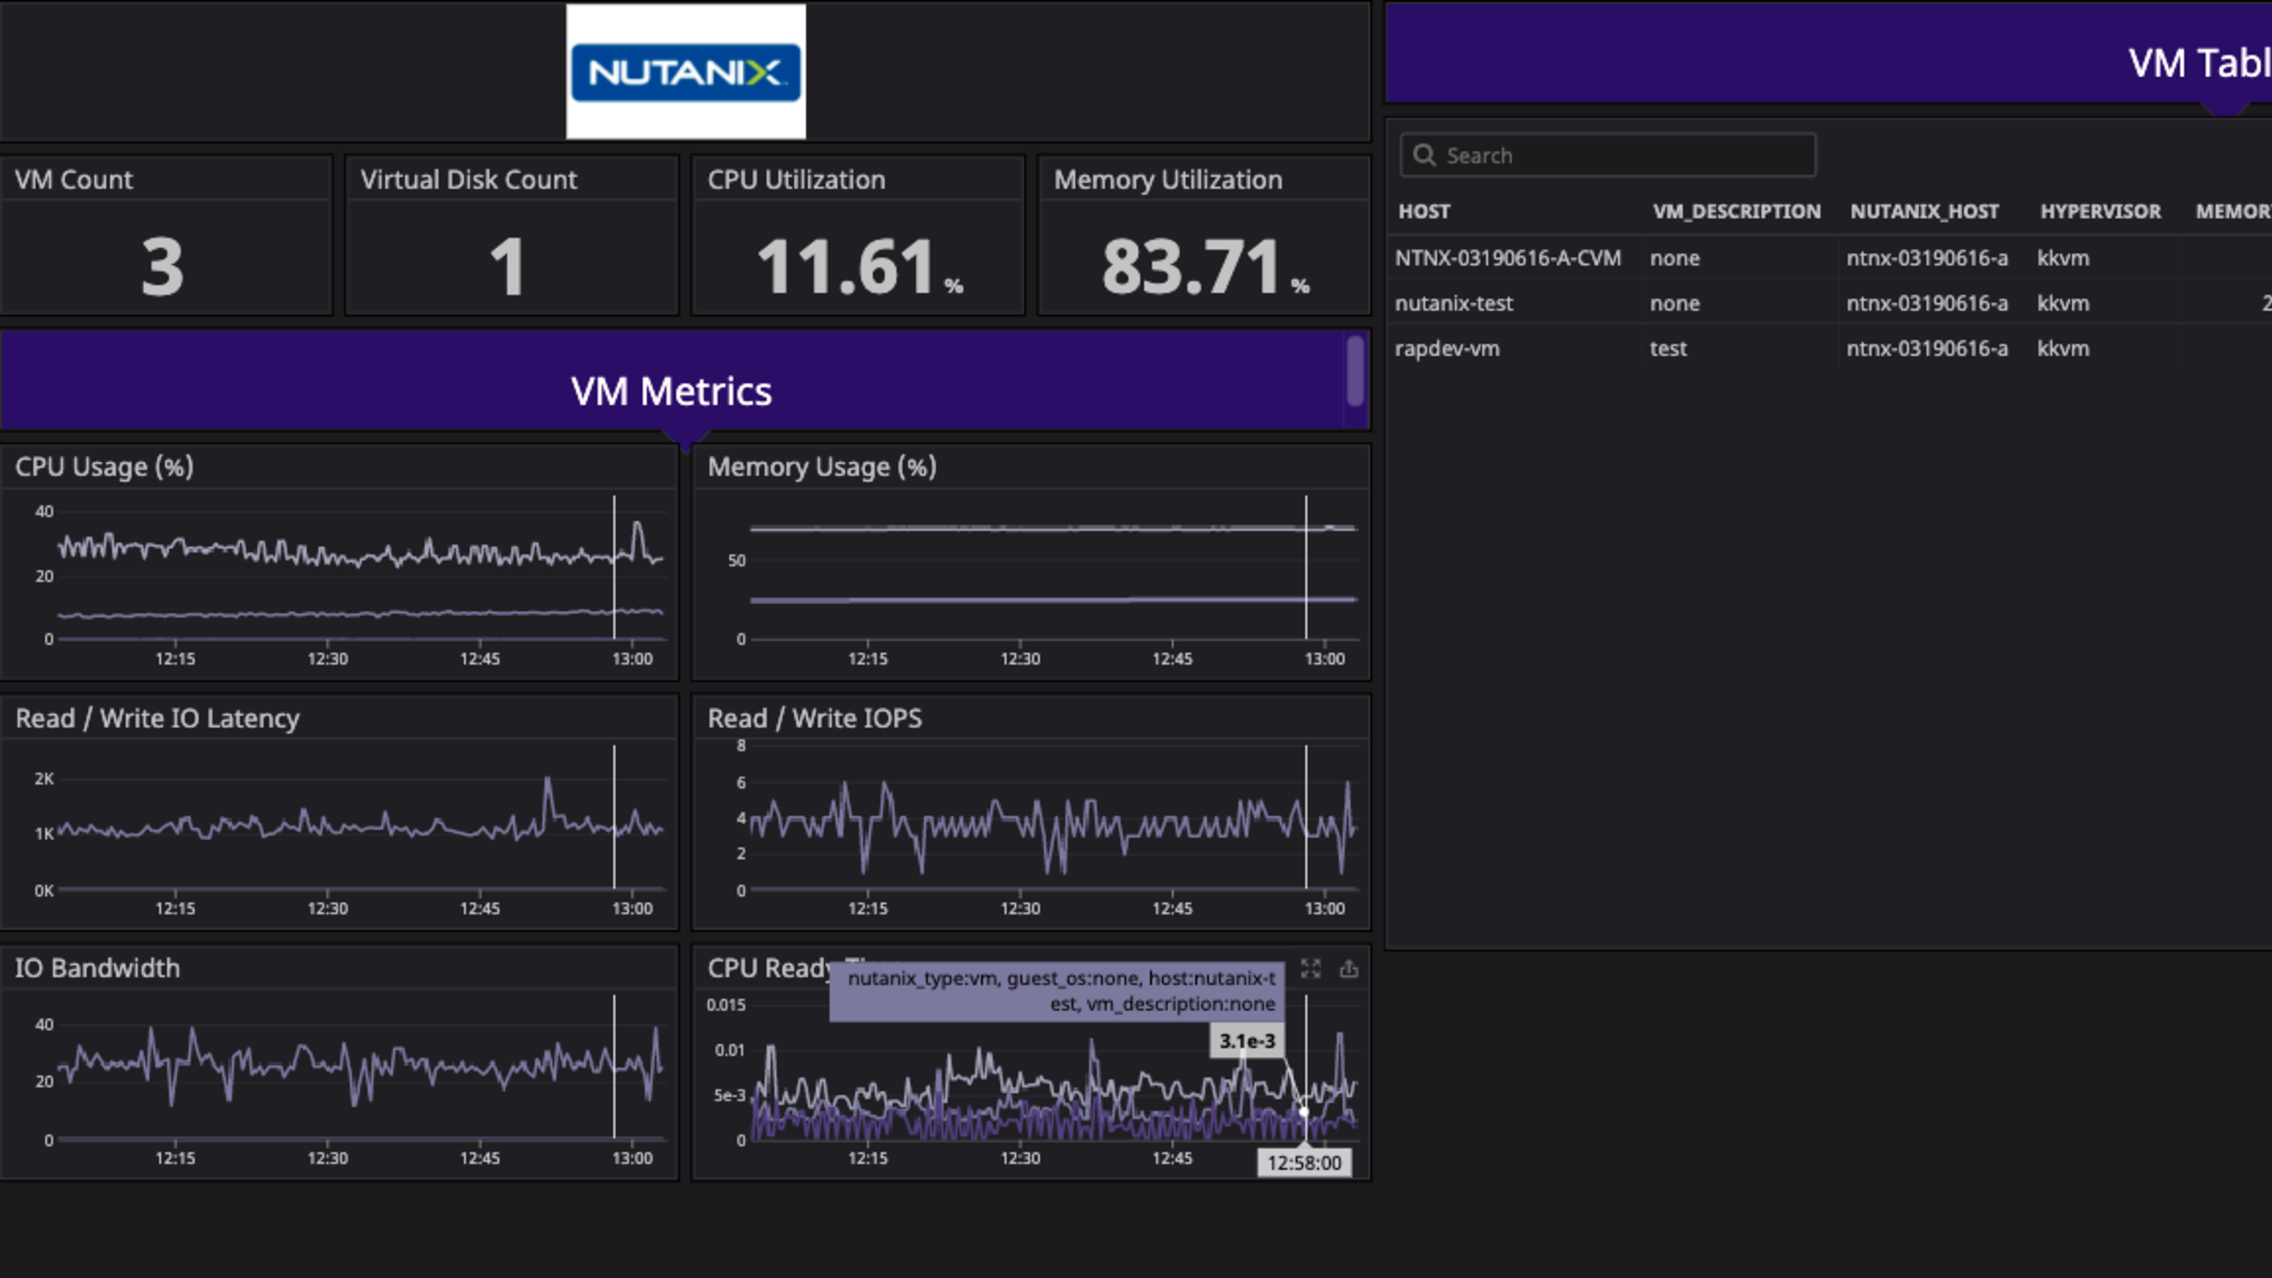 NUTANIX
VM Count
3
Virtual Disk Count
1
CPU Utilization
11.61 %
Memory Utilization
83.71 %
VM Metrics
CPU Usage (%)
40
20
0
12:15 12:30 12:45 13:00
Memory Usage (%)
50
0
12:15 12:30 12:45 13:00
Read / Write IO Latency
2K
1K
0K
12:15 12:30 12:45 13:00
Read / Write IOPS
8
6
4
2
0
12:15 12:30 12:45 13:00
IO Bandwidth
40
20
0
12:15 12:30 12:45 13:00
CPU Ready
nutanix_type:vm, guest_os:none, host:nutanix-t
est, vm_description:none
3.1e-3
0.015
0.01
5e-3
0
12:15 12:30 12:45
12:58:00
VM Tabl
Search
HOST VM_DESCRIPTION NUTANIX_HOST HYPERVISOR MEMOR
NTNX-03190616-A-CVM none ntnx-03190616-a kkvm
nutanix-test none ntnx-03190616-a kkvm 2
rapdev-vm test ntnx-03190616-a kkvm